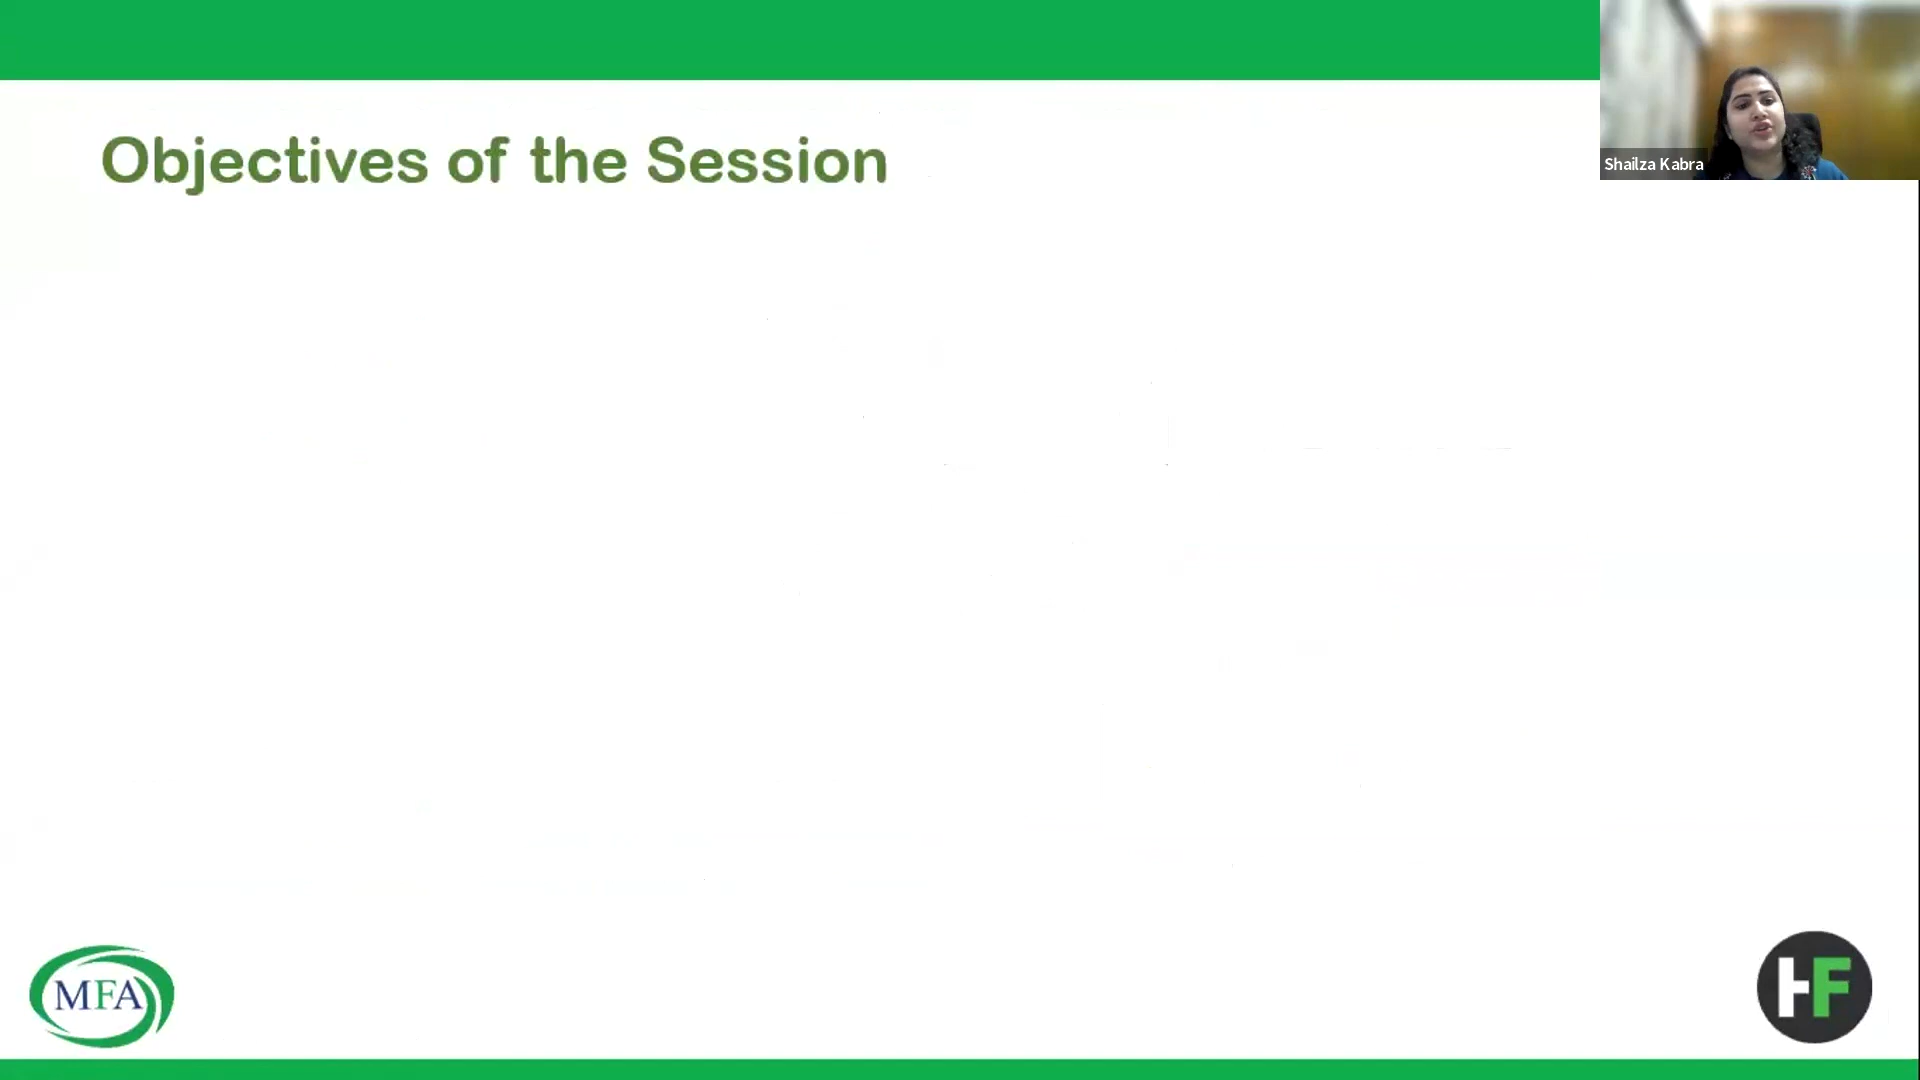 Objectives of the Session
Shailza Kabra
MFA
HF